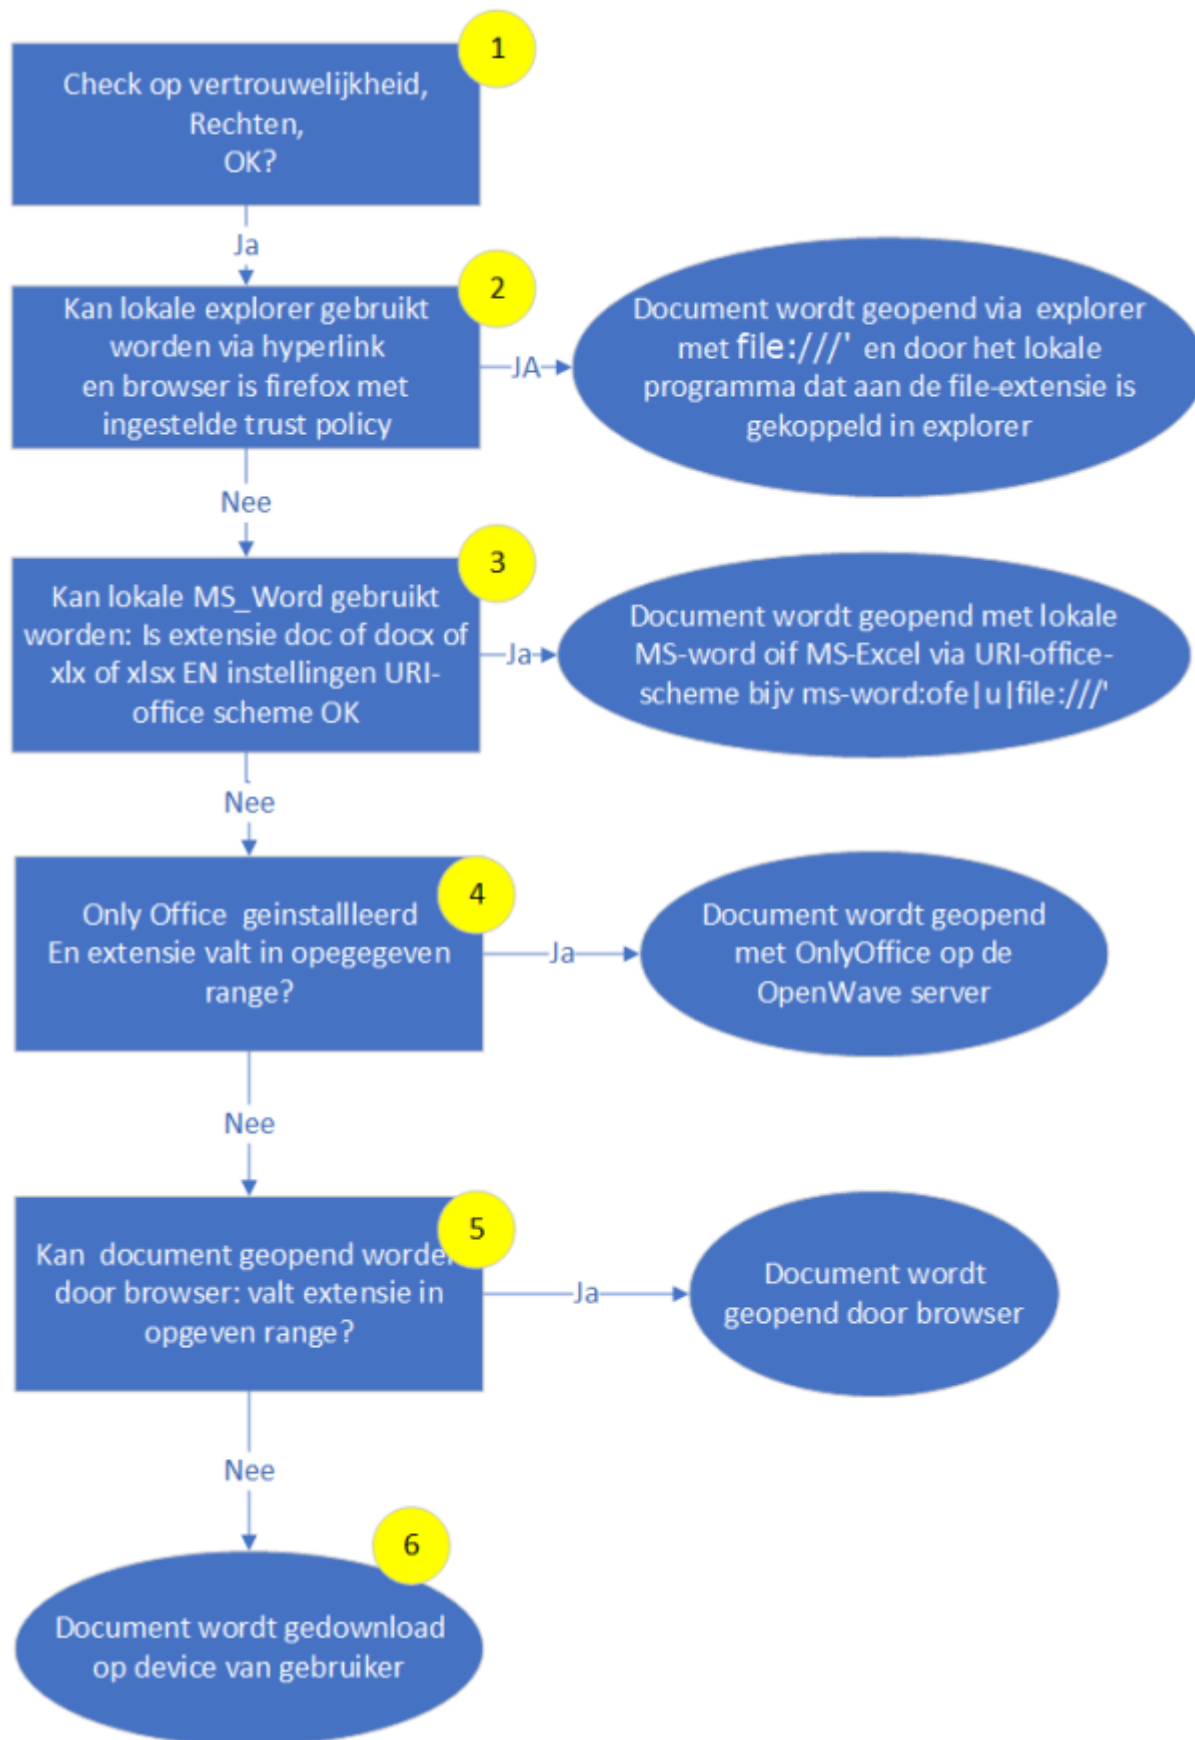 1
Check op vertrouwelijkheid,
Rechten,
OK?
Ja
2
Kan lokale explorer gebruikt
worden via hyperlink
en browser is firefox met
ingestelde trust policy
JA
Document wordt geopend via explorer
met file:///' en door het lokale
programma dat aan de file-extensie is
gekoppeld in explorer
Nee
3
Kan lokale MS_Word gebruikt
worden: Is extensie doc of docx of
xlx of xlsx EN instellingen URI-
office scheme OK
Ja
Document wordt geopend met lokale
MS-word oif MS-Excel via URI-office-
scheme bijv ms-word:ofe|u|file:///'
Nee
4
Only Office geinstallleerd
En extensie valt in opegegeven
range?
Ja
Document wordt geopend
met OnlyOffice op de
OpenWave server
Nee
5
Kan document geopend worden
door browser: valt extensie in
opgeven range?
Ja
Document wordt
geopend door browser
Nee
6
Document wordt gedownload
op device van gebruiker